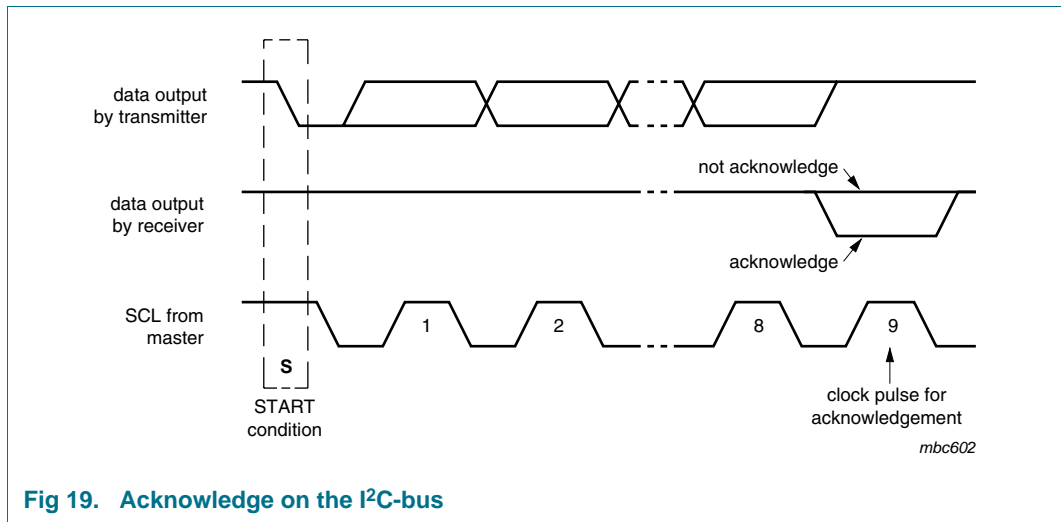 data output
by transmitter
not acknowledge
data output
by receiver
acknowledge
SCL from
master
1
2
8
9
S
START
condition
clock pulse for
acknowledgement
mbc602
Fig 19. Acknowledge on the I²C-bus